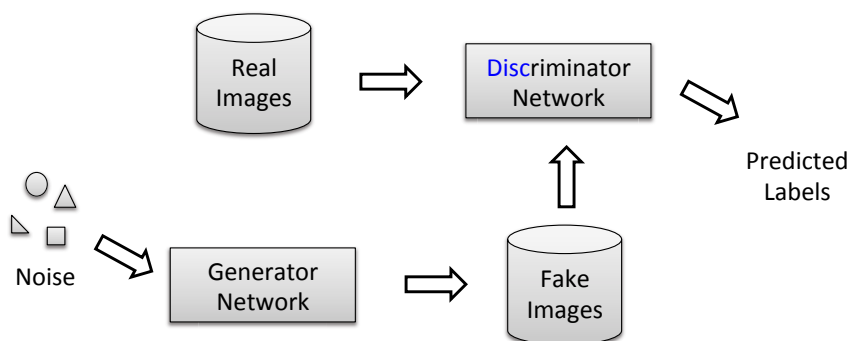 Real
Images
Discriminator
Network
Predicted
Labels
Noise
Generator
Network
Fake
Images